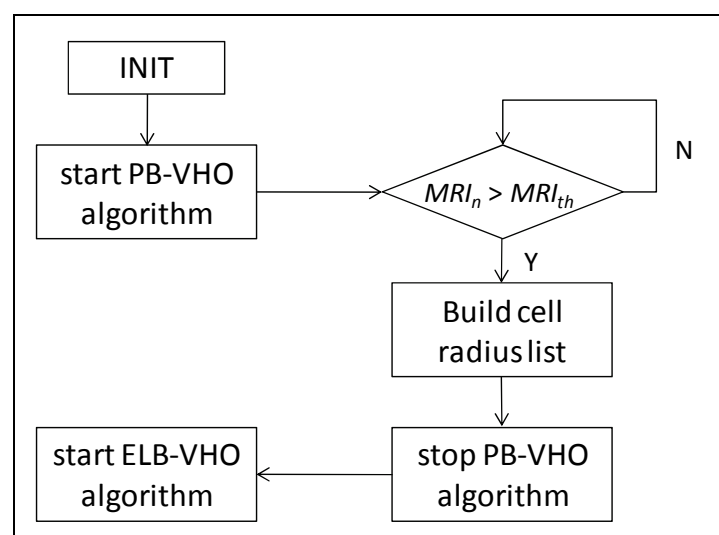 INIT
start PB-VHO
algorithm
MRIn > MRIth
N
Y
Build cell
radius list
stop PB-VHO
algorithm
start ELB-VHO
algorithm